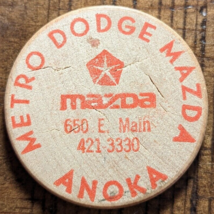 METRO DODGE MAZDA
mazda
650 E. Main
421-3330
ANOKA